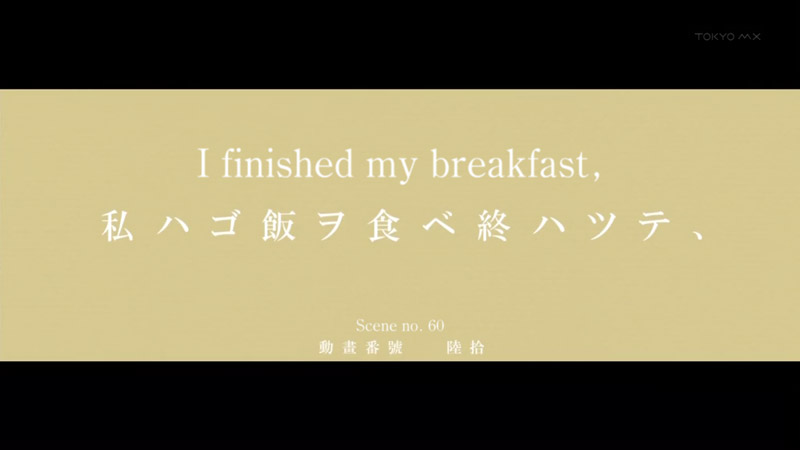 TOKYO MX
I finished my breakfast,
私ハゴ飯ヲ食ベ終ハツテ、
Scene no. 60
動畫番號 陸拾